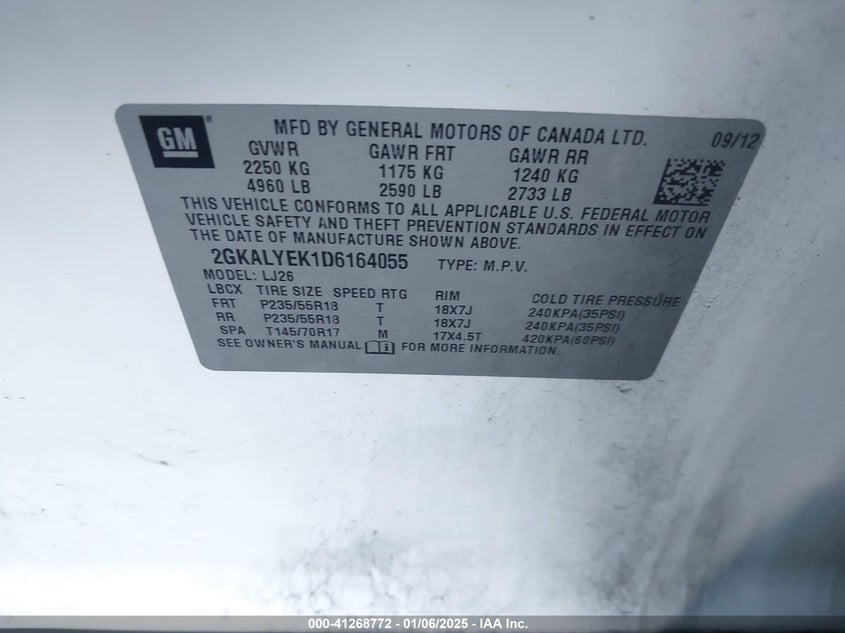 GM ®
MFD BY GENERAL MOTORS OF CANADA LTD. 09/12
GVWR GAWR FRT GAWR RR
2250 KG 1175 KG 1240 KG
4960 LB 2590 LB 2733 LB
THIS VEHICLE CONFORMS TO ALL APPLICABLE U.S. FEDERAL MOTOR
VEHICLE SAFETY AND THEFT PREVENTION STANDARDS IN EFFECT ON
THE DATE OF MANUFACTURE SHOWN ABOVE.
2GKALYEK1D6164055 TYPE: M.P.V.
MODEL: LJ26
LBCX TIRE SIZE SPEED RTG RIM COLD TIRE PRESSURE
FRT P235/55R18 T 18X7J 240KPA(35PSI)
RR P235/55R18 T 18X7J 240KPA(35PSI)
SPA T145/70R17 M 17X4.5T 420KPA(60PSI)
SEE OWNER'S MANUAL FOR MORE INFORMATION.
000-41268772 - 01/06/2025 - IAA Inc.